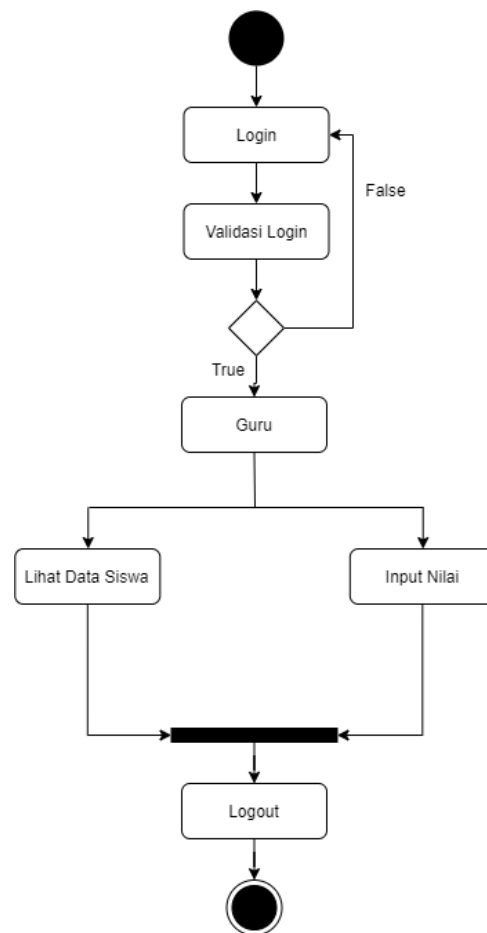 Login
False
Validasi Login
True
Guru
Lihat Data Siswa
Input Nilai
Logout